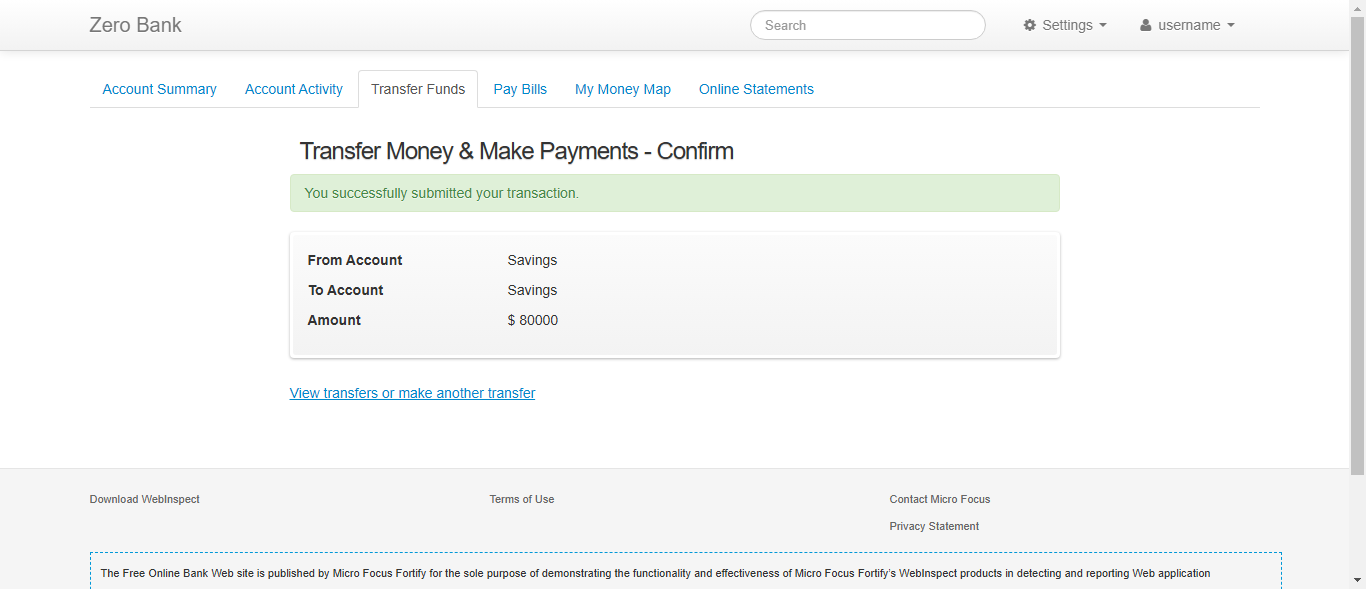 Zero Bank Search Settings username
Account Summary Account Activity Transfer Funds Pay Bills My Money Map Online Statements
Transfer Money & Make Payments - Confirm
You successfully submitted your transaction.
From Account Savings
To Account Savings
Amount $ 80000
View transfers or make another transfer
Download WebInspect Terms of Use Contact Micro Focus
Privacy Statement
The Free Online Bank Web site is published by Micro Focus Fortify for the sole purpose of demonstrating the functionality and effectiveness of Micro Focus Fortify's WebInspect products in detecting and reporting Web application